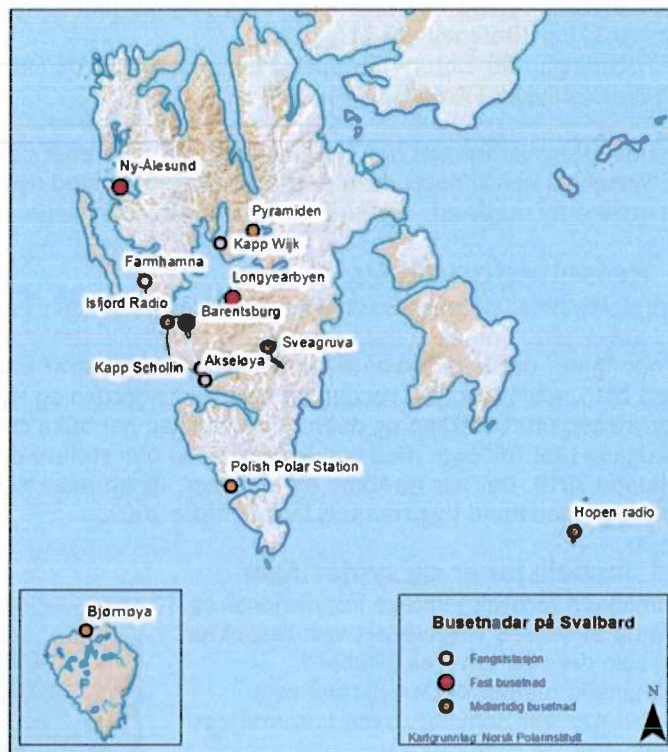 Ny-Ålesund
Pyramiden
Kapp Wijk
Farmhamna
Longyearbyen
Isfjord Radio
Barentsburg
Sveagruva
Kapp Schollin
Akseløya
Polish Polar Station
Hopen radio
Bjørnøya
Busetnadar på Svalbard
Fangststasjon
Fast busetnad
Midlertidig busetnad
N
Kartgrunnlag: Norsk Polarinstitutt